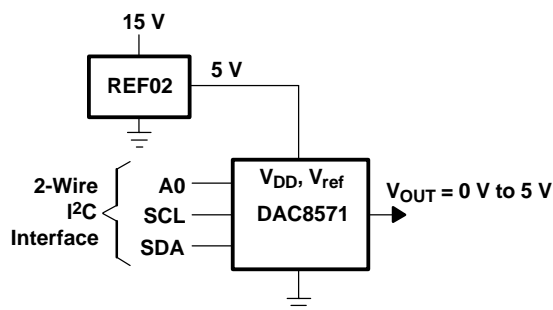 15 V
5 V
REF02
2-Wire
I²C
Interface
A0
SCL
SDA
V_DD, V_ref
DAC8571
V_OUT = 0 V to 5 V